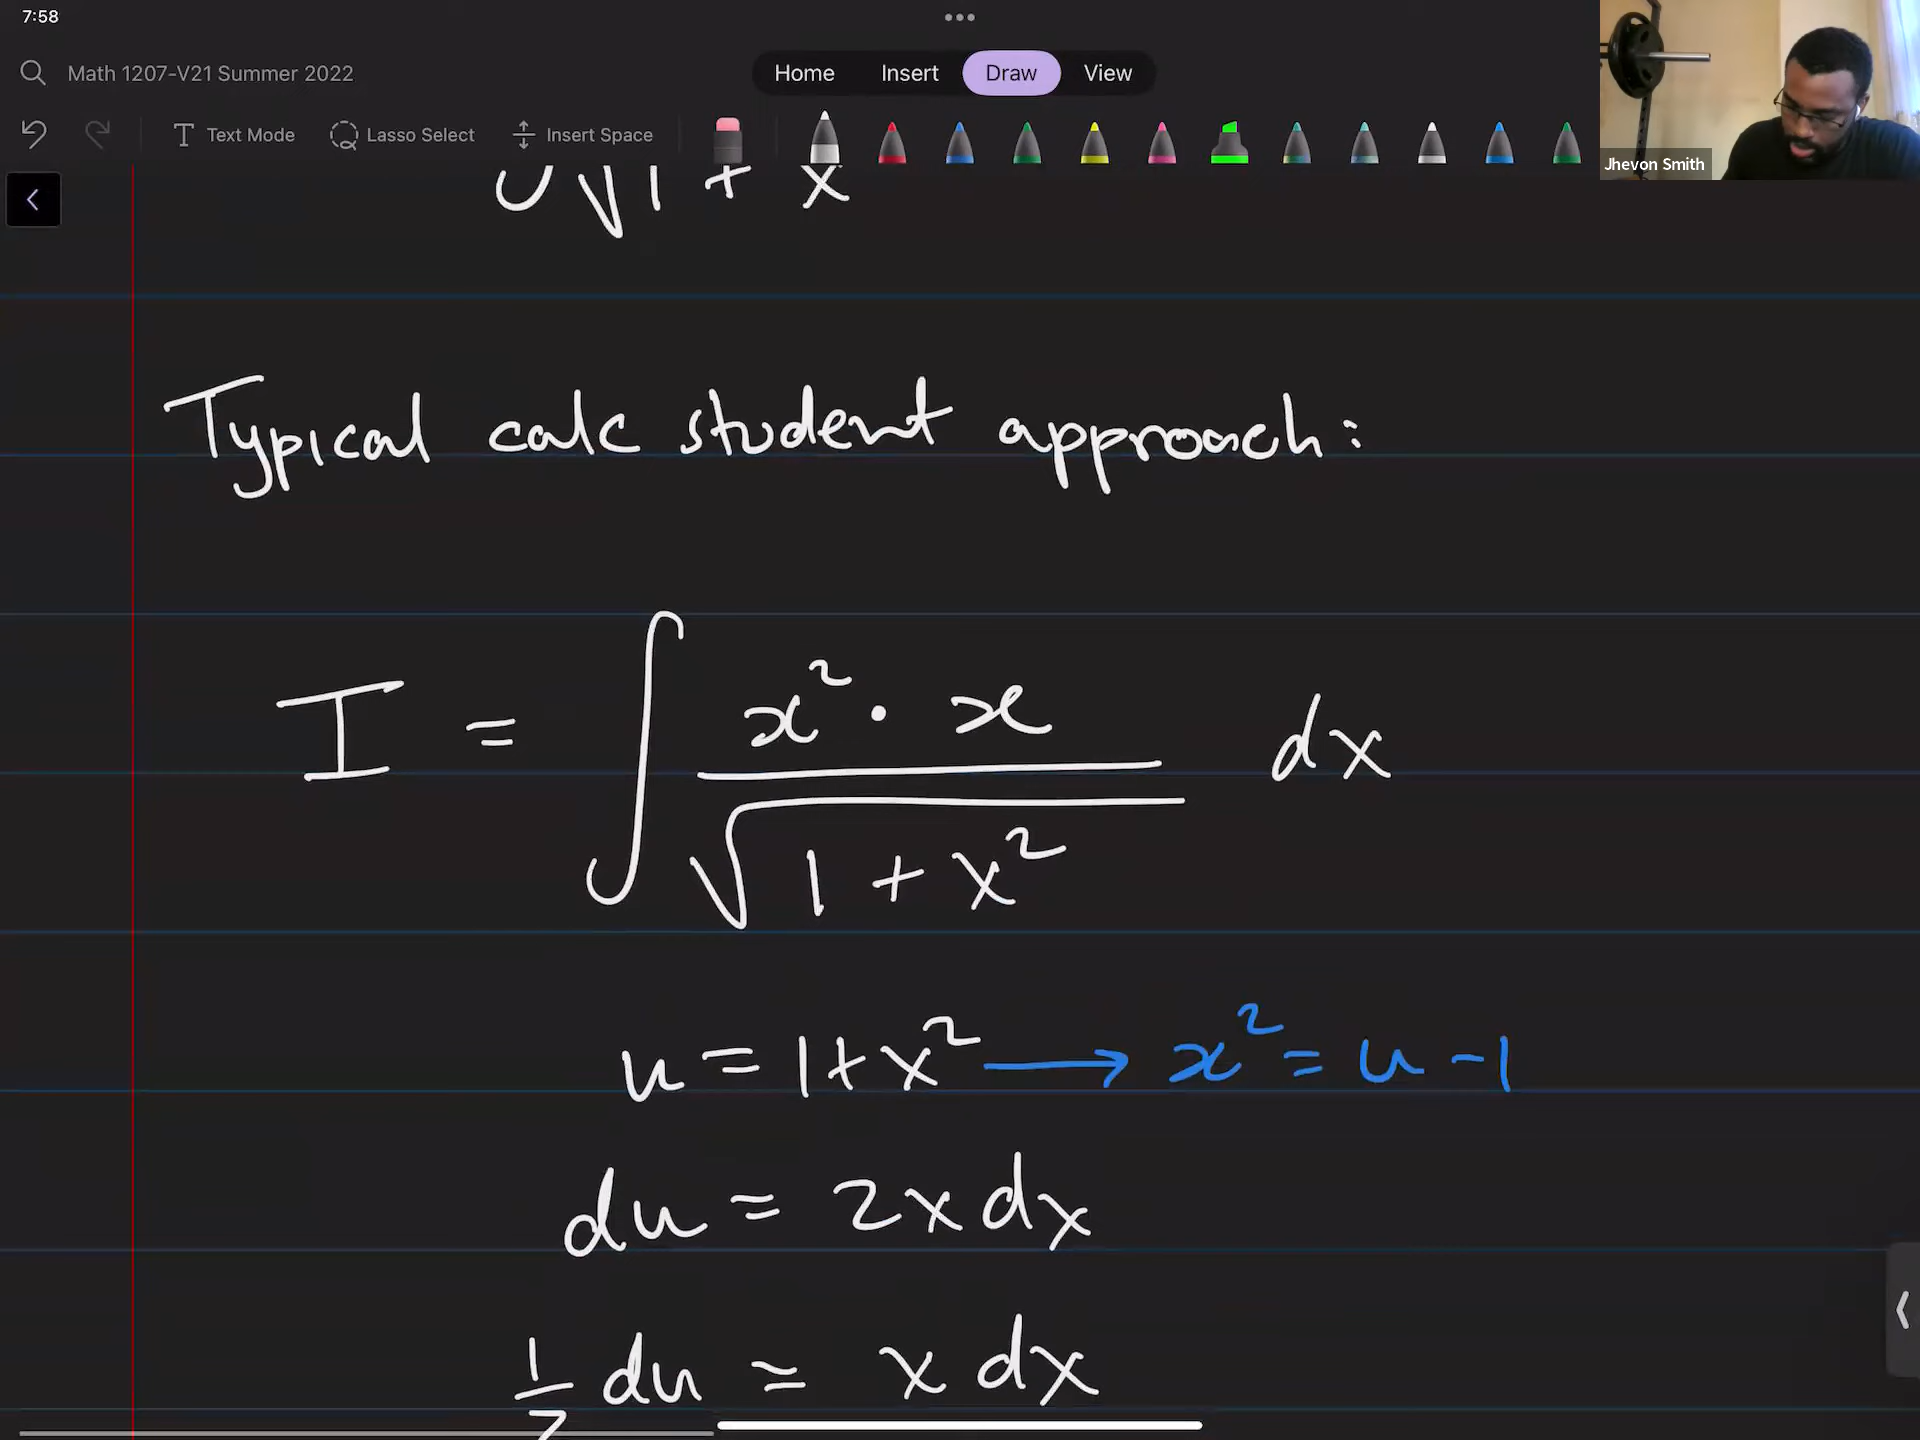 7:58
Math 1207-V21 Summer 2022
Home Insert Draw View
Text Mode Lasso Select Insert Space
Jhevon Smith
√1 + x
Typical calc student approach:
I = ∫ x² · x / √1 + x² dx
u = 1 + x² → x² = u - 1
du = 2x dx
1/2 du = x dx